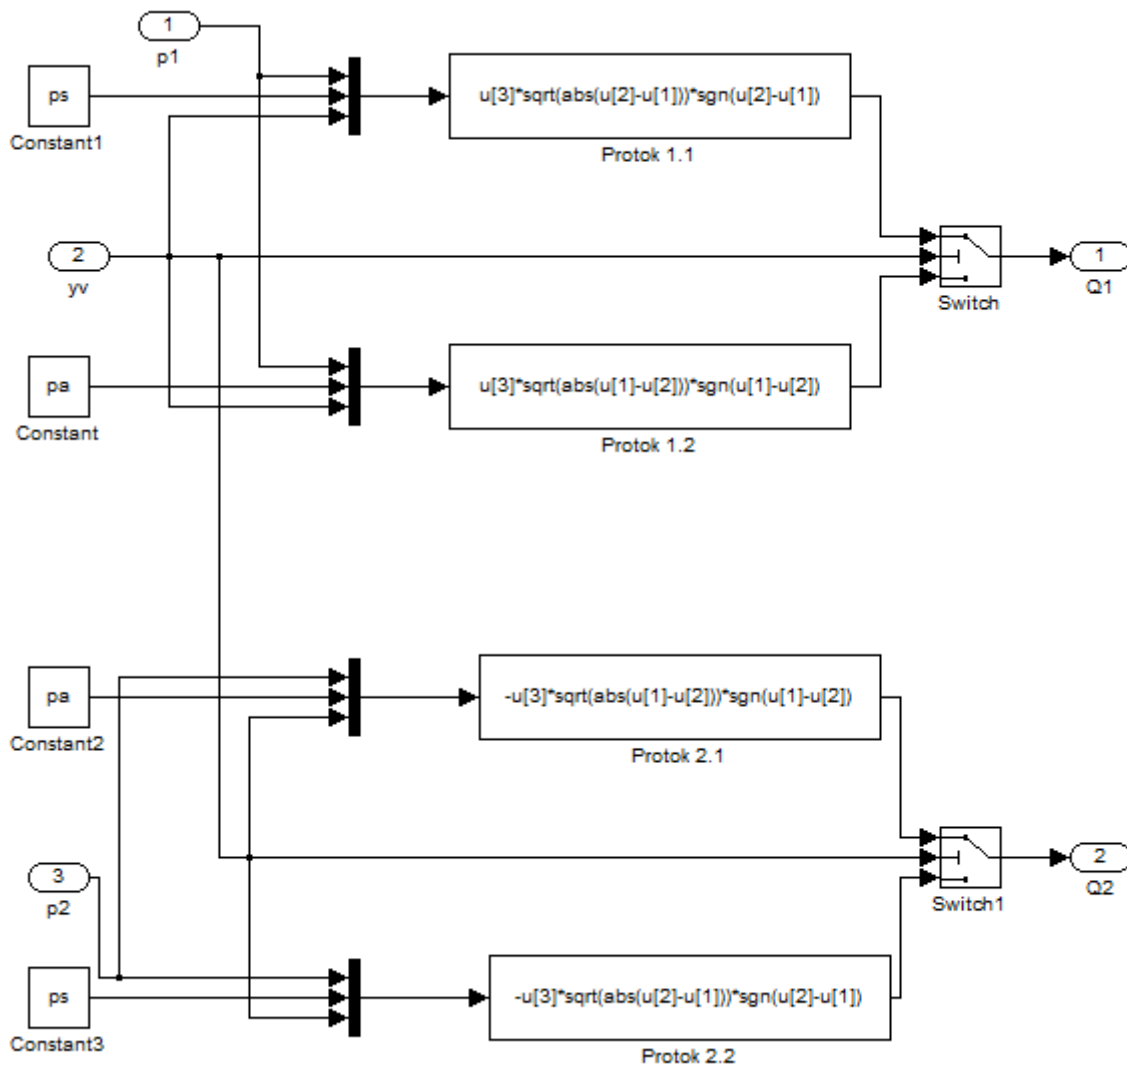 1
p1
ps
Constant1
u[3]*sqrt(abs(u[2]-u[1]))*sgn(u[2]-u[1])
Protok 1.1
2
yv
Switch
1
Q1
pa
Constant
u[3]*sqrt(abs(u[1]-u[2]))*sgn(u[1]-u[2])
Protok 1.2
pa
Constant2
-u[3]*sqrt(abs(u[1]-u[2]))*sgn(u[1]-u[2])
Protok 2.1
3
p2
Switch1
2
Q2
ps
Constant3
-u[3]*sqrt(abs(u[2]-u[1]))*sgn(u[2]-u[1])
Protok 2.2